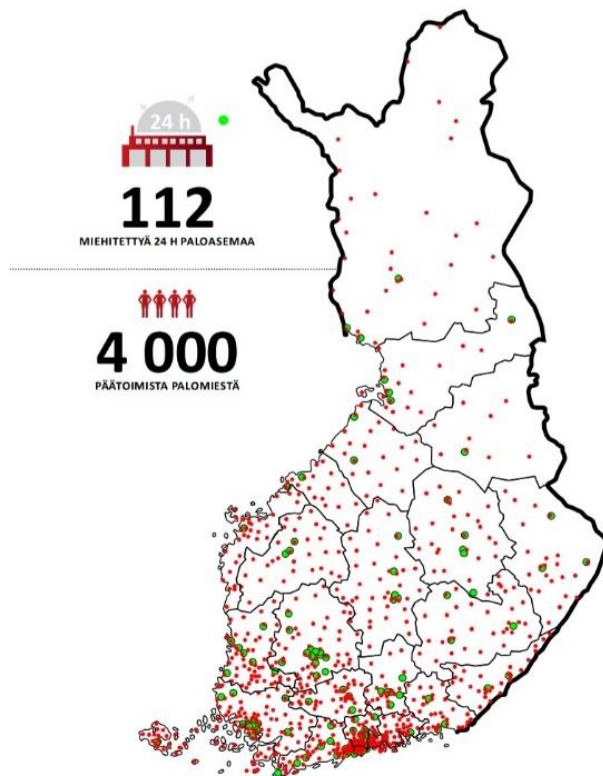 24 h
112
MIEHITETTYÄ 24 H PALOASEMAA
4 000
PÄÄTOIMISTA PALOMIESTÄ